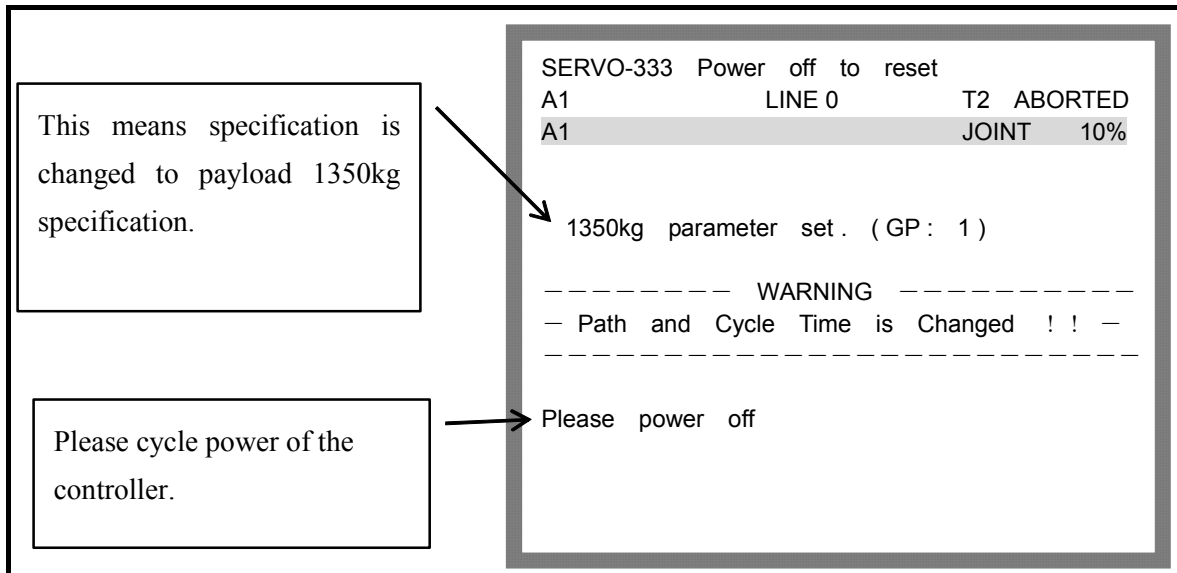 This means specification is
changed to payload 1350kg
specification.
Please cycle power of the
controller.
SERVO-333 Power off to reset
A1 LINE 0 T2 ABORTED
A1 JOINT 10%
1350kg parameter set. (GP: 1)
－－－－－－－－ WARNING －－－－－－－－－－
－ Path and Cycle Time is Changed ！！ －
－－－－－－－－－－－－－－－－－－－－－－－－－
Please power off